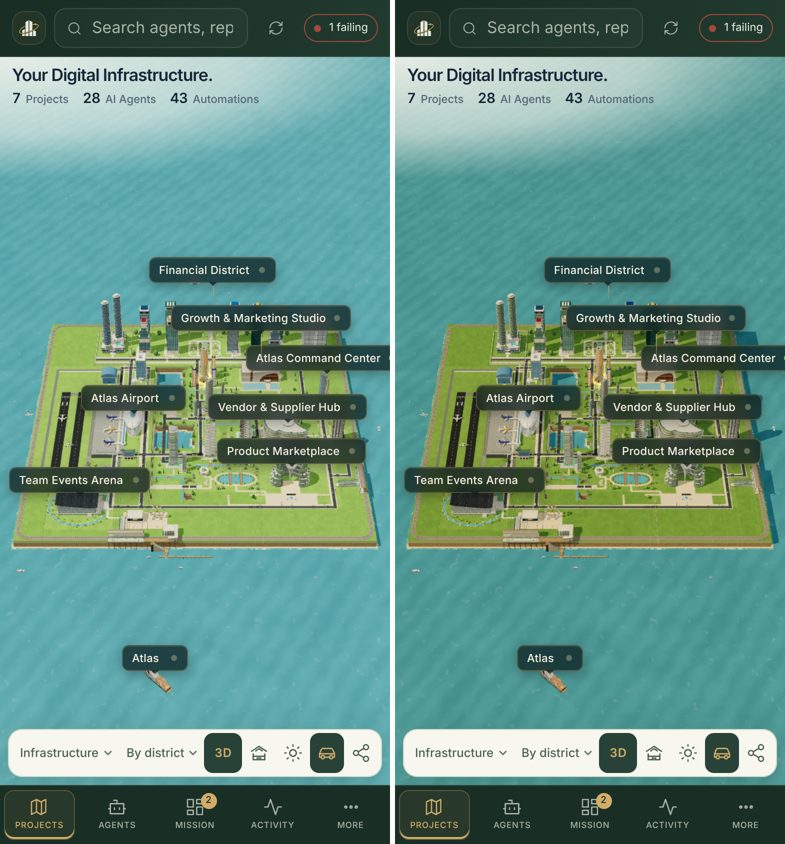 Search agents, rep
1 failing
Your Digital Infrastructure.
7 Projects 28 AI Agents 43 Automations
Financial District
Growth & Marketing Studio
Atlas Command Center
Atlas Airport
Vendor & Supplier Hub
Product Marketplace
Team Events Arena
Atlas
Infrastructure By district 3D
2
PROJECTS AGENTS MISSION ACTIVITY MORE
Search agents, rep
1 failing
Your Digital Infrastructure.
7 Projects 28 AI Agents 43 Automations
Financial District
Growth & Marketing Studio
Atlas Command Center
Atlas Airport
Vendor & Supplier Hub
Product Marketplace
Team Events Arena
Atlas
Infrastructure By district 3D
2
PROJECTS AGENTS MISSION ACTIVITY MORE